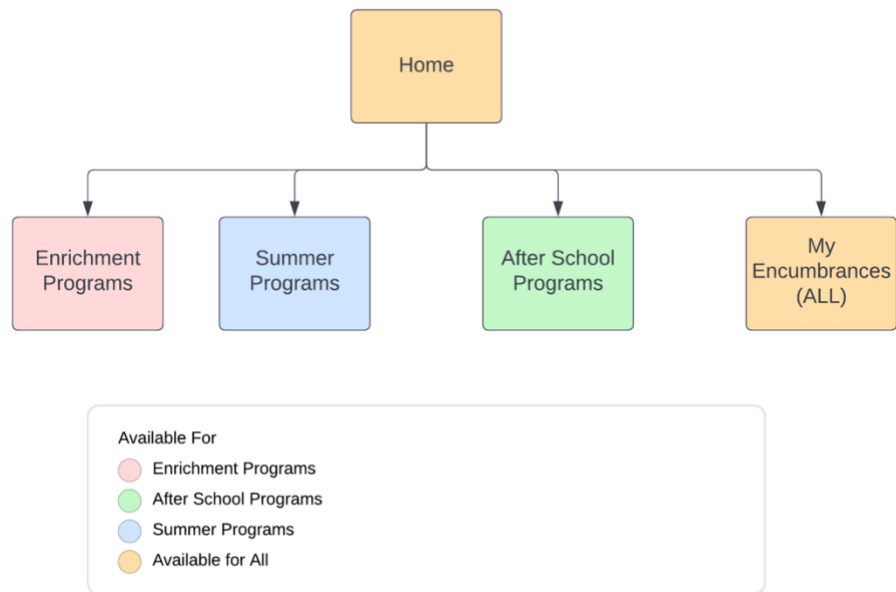 Home
Enrichment
Programs
Summer
Programs
After School
Programs
My
Encumbrances
(ALL)
Available For
Enrichment Programs
After School Programs
Summer Programs
Available for All